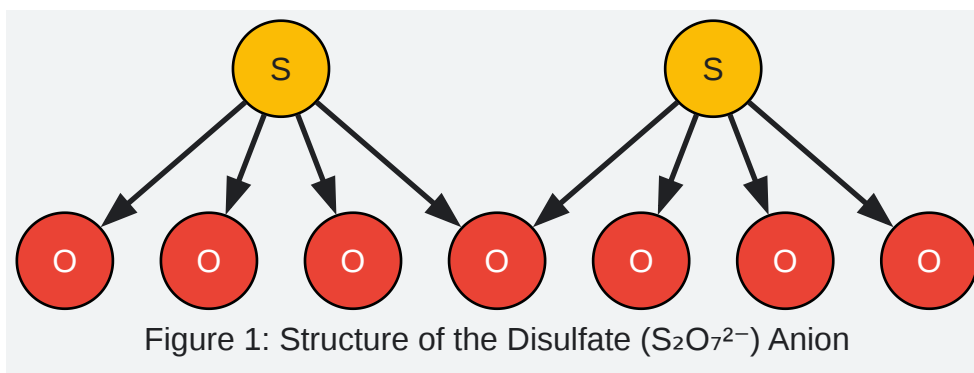 S S
O O O O O O O
Figure 1: Structure of the Disulfate (S₂O₇²⁻) Anion